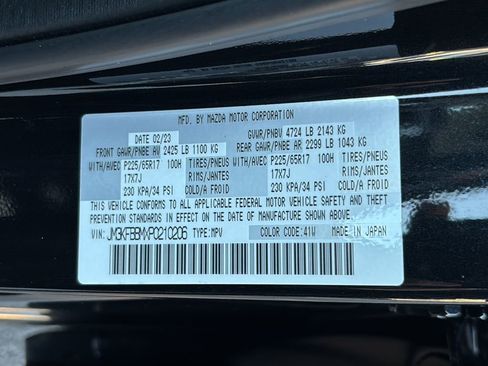 MFD. BY MAZDA MOTOR CORPORATION
DATE 02/23 GVWR/PNBV 4724 LB 2143 KG
FRONT GAWR/PNBE AV 2425 LB 1100 KG REAR GAWR/PNBE AR 2299 LB 1043 KG
WITH/AVEC P225/65R17 100H TIRES/PNEUS WITH/AVEC P225/65R17 100H TIRES/PNEUS
17X7J RIMS/JANTES 17X7J RIMS/JANTES
230 KPA/34 PSI COLD/A FROID 230 KPA/34 PSI COLD/A FROID
THIS VEHICLE CONFORMS TO ALL APPLICABLE FEDERAL MOTOR VEHICLE SAFETY AND THEFT
PREVENTION STANDARDS IN EFFECT ON THE DATE OF MANUFACTURE SHOWN ABOVE.
VIN: JM3KFBBMXP0210206 TYPE:MPV COLOR CODE:41W MADE IN JAPAN